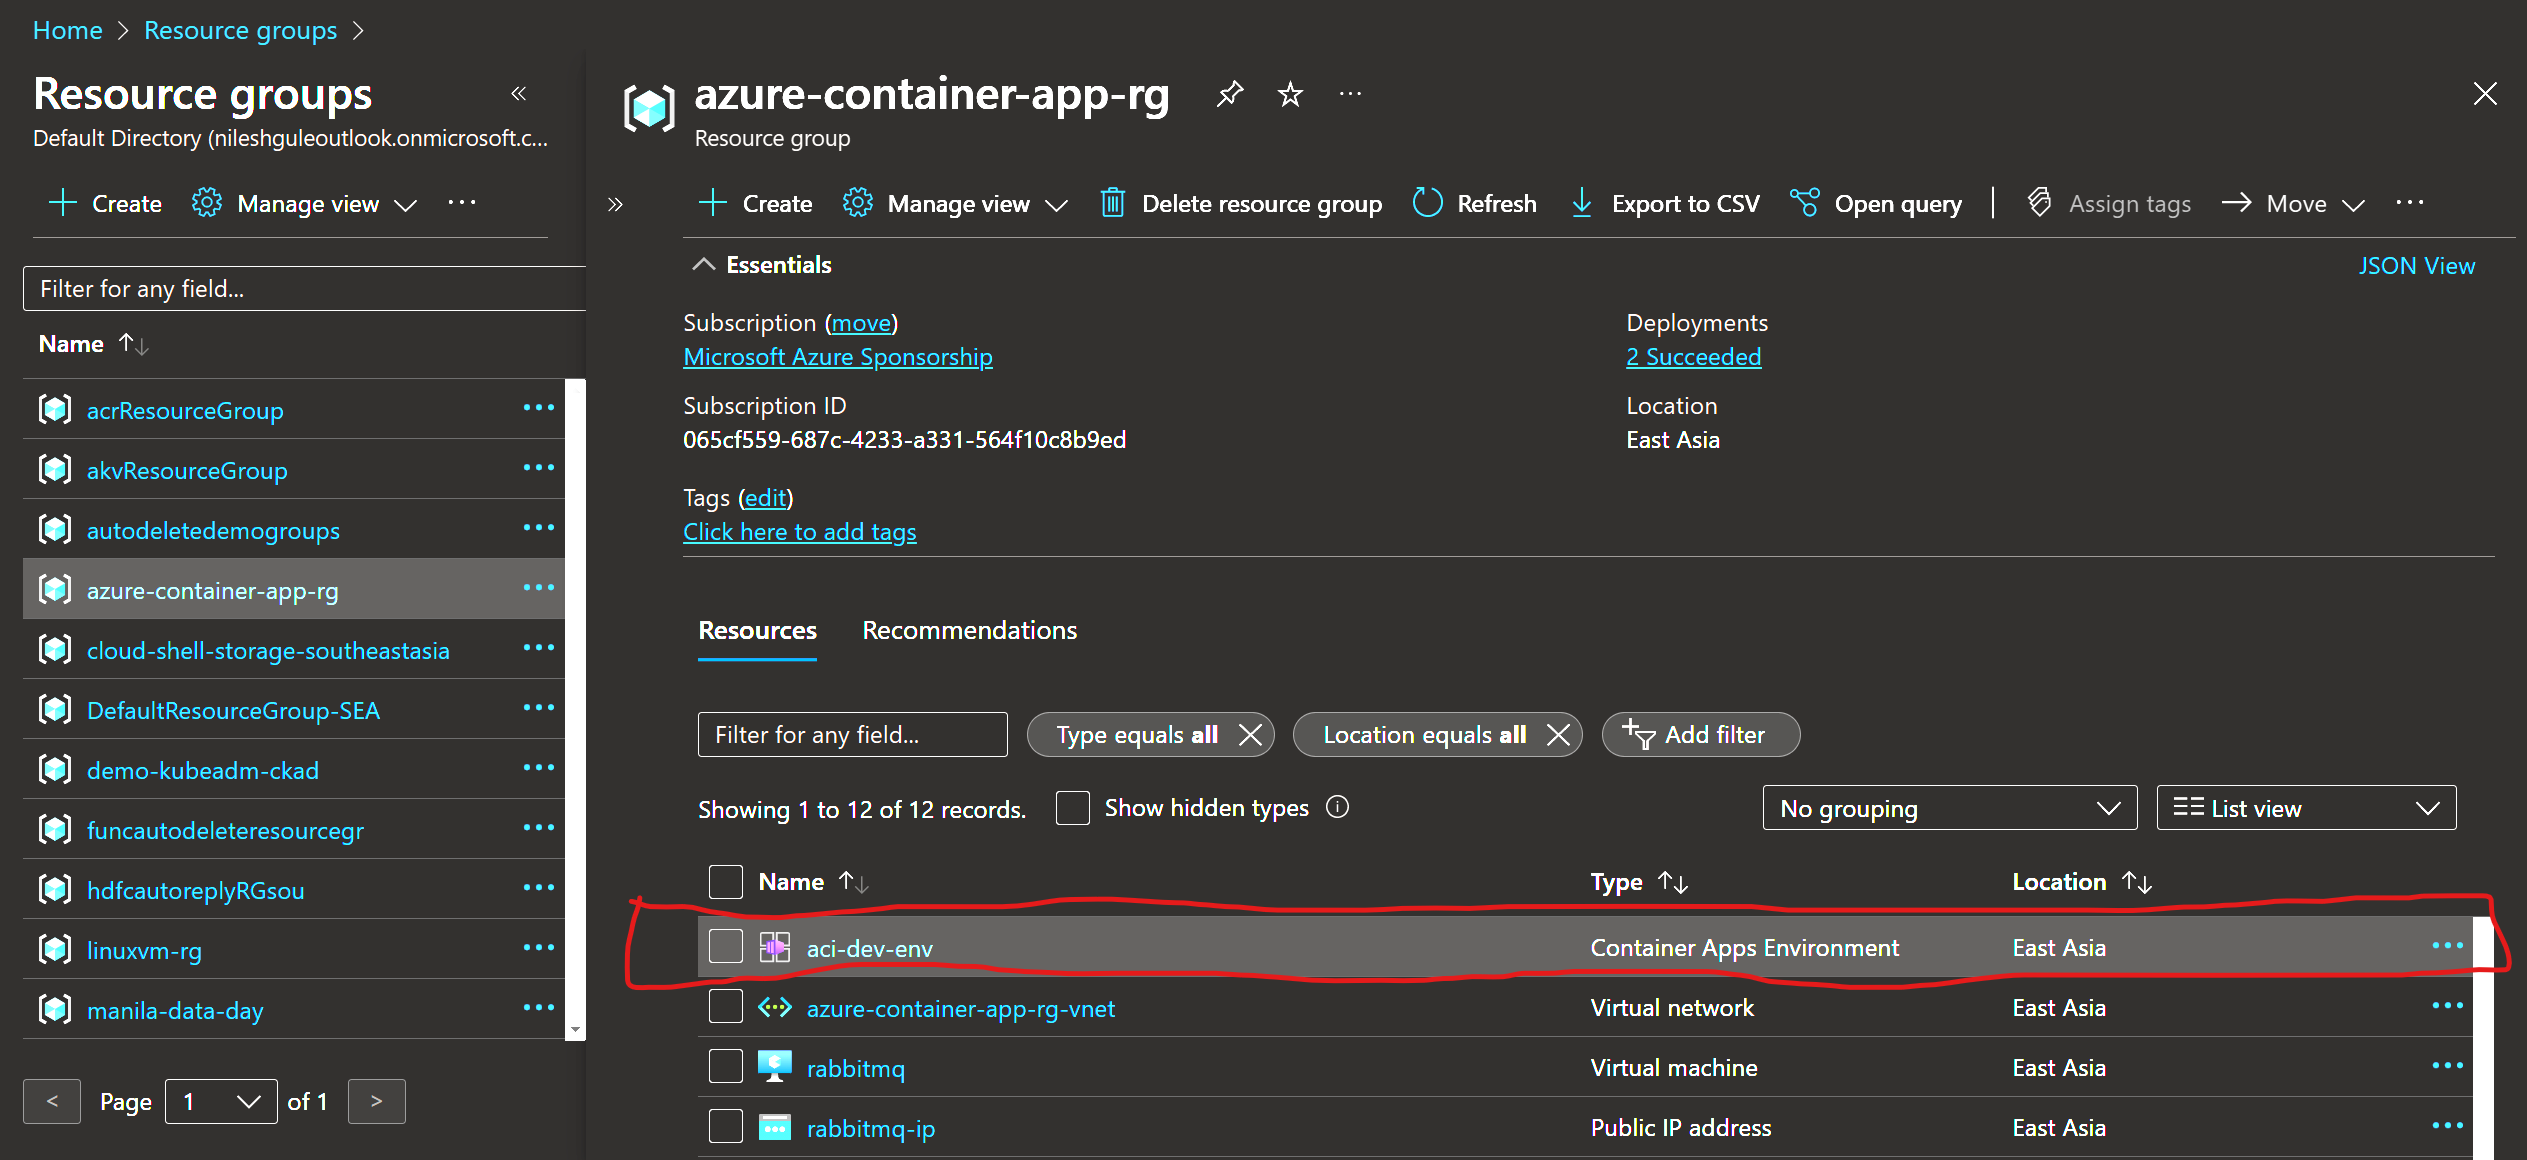 Home > Resource groups >
Resource groups «
Default Directory (nileshguleoutlook.onmicrosoft.c...
+ Create Manage view ...
Filter for any field...
Name ↑↓
acrResourceGroup ...
akvResourceGroup ...
autodeletedemogroups ...
azure-container-app-rg ...
cloud-shell-storage-southeastasia ...
DefaultResourceGroup-SEA ...
demo-kubeadm-ckad ...
funcautodeleteresourcegr ...
hdfcautoreplyRGsou ...
linuxvm-rg ...
manila-data-day ...
< Page 1 of 1 >
azure-container-app-rg ...
Resource group
» + Create Manage view Delete resource group Refresh Export to CSV Open query | Assign tags → Move ...
Essentials JSON View
Subscription (move)
Microsoft Azure Sponsorship
Subscription ID
065cf559-687c-4233-a331-564f10c8b9ed
Tags (edit)
Click here to add tags
Deployments
2 Succeeded
Location
East Asia
Resources Recommendations
Filter for any field... Type equals all Location equals all Add filter
Showing 1 to 12 of 12 records. Show hidden types No grouping List view
Name ↑↓ Type ↑↓ Location ↑↓
aci-dev-env Container Apps Environment East Asia ...
azure-container-app-rg-vnet Virtual network East Asia ...
rabbitmq Virtual machine East Asia ...
rabbitmq-ip Public IP address East Asia ...